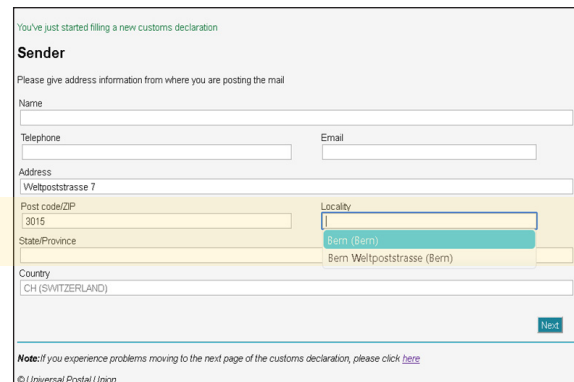 You've just started filling a new customs declaration
Sender
Please give address information from where you are posting the mail
Name
Telephone Email
Address
Weltpoststrasse 7
Post code/ZIP Locality
3015
Bern (Bern)
State/Province
Bern Weltpoststrasse (Bern)
Country
CH (SWITZERLAND)
Next
Note:If you experience problems moving to the next page of the customs declaration, please click here
© Universal Postal Union